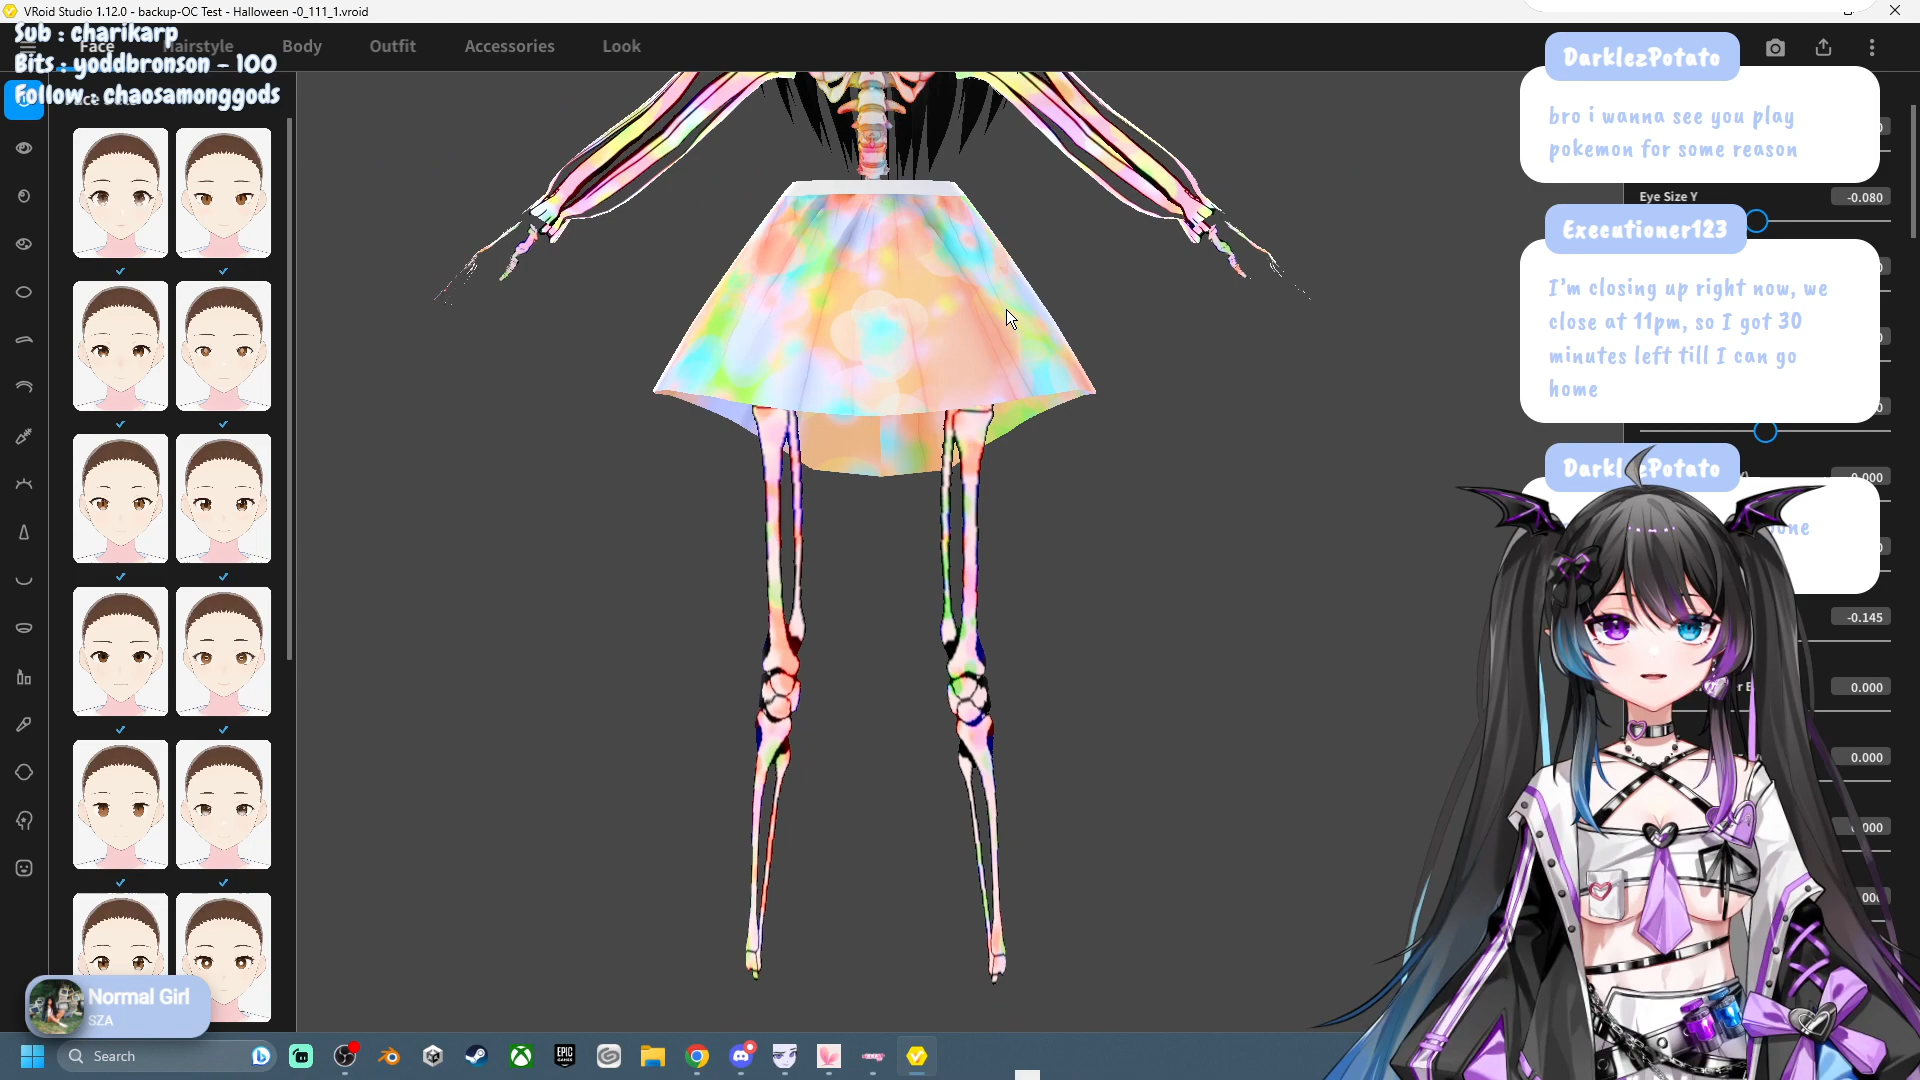 VRoid Studio 1.12.0 - backup-OC Test - Halloween -0_111_1.vroid
Sub : charikarp
Bits : yoddbronson - 100
Follow : chaosamonggods
Face
Hairstyle
Body
Outfit
Accessories
Look
DarklezPotato
bro i wanna see you play
pokemon for some reason
Eye Size Y
-0.080
Executioner123
I'm closing up right now, we
close at 11pm, so I got 30
minutes left till I can go
home
DarklezPotato
0.000
-0.145
0.000
0.000
Normal Girl
SZA
Search
EPIC
GAMES